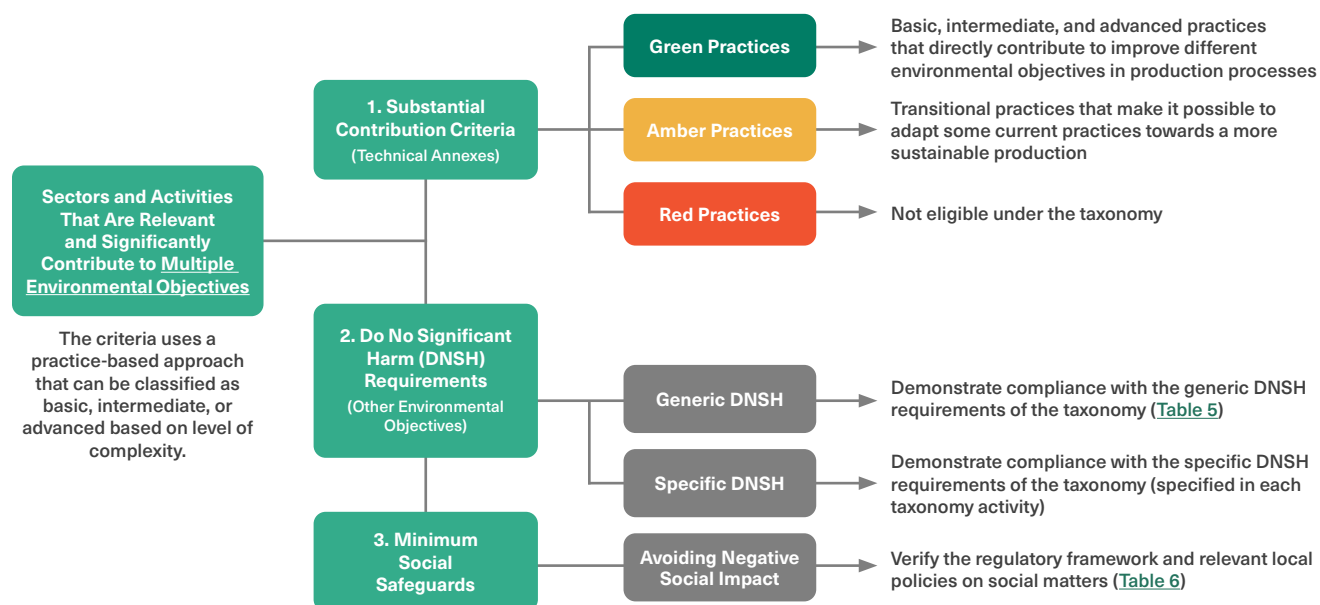 Sectors and Activities
That Are Relevant
and Significantly
Contribute to Multiple
Environmental Objectives
The criteria uses a
practice-based approach
that can be classified as
basic, intermediate, or
advanced based on level of
complexity.
1. Substantial
Contribution Criteria
(Technical Annexes)
Green Practices
Basic, intermediate, and advanced practices
that directly contribute to improve different
environmental objectives in production processes
Amber Practices
Transitional practices that make it possible to
adapt some current practices towards a more
sustainable production
Red Practices
Not eligible under the taxonomy
2. Do No Significant
Harm (DNSH)
Requirements
(Other Environmental
Objectives)
Generic DNSH
Demonstrate compliance with the generic DNSH
requirements of the taxonomy (Table 5)
Specific DNSH
Demonstrate compliance with the specific DNSH
requirements of the taxonomy (specified in each
taxonomy activity)
3. Minimum
Social
Safeguards
Avoiding Negative
Social Impact
Verify the regulatory framework and relevant local
policies on social matters (Table 6)